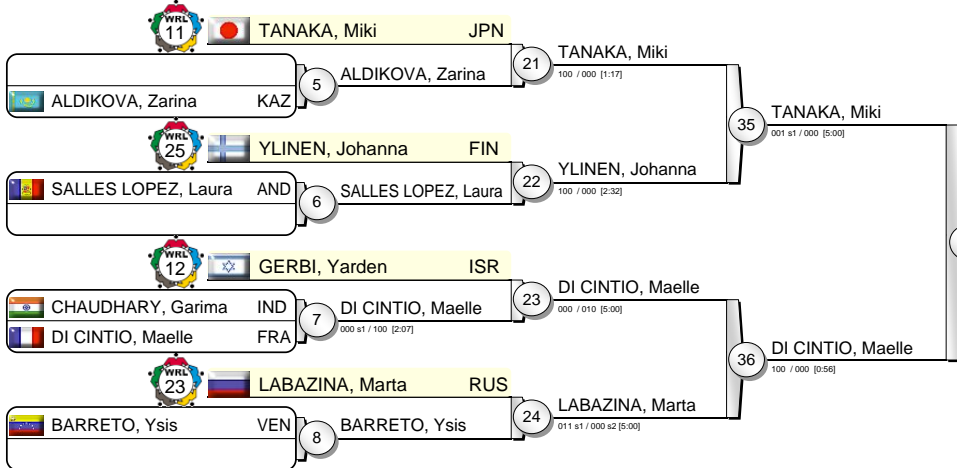 WRL
11
TANAKA, Miki JPN
ALDIKOVA, Zarina KAZ
5
ALDIKOVA, Zarina
21
TANAKA, Miki
100 / 000 [1:17]
WRL
25
YLINEN, Johanna FIN
SALLES LOPEZ, Laura AND
6
SALLES LOPEZ, Laura
22
YLINEN, Johanna
100 / 000 [2:32]
35
TANAKA, Miki
001 s1 / 000 [5:00]
WRL
12
GERBI, Yarden ISR
CHAUDHARY, Garima IND
DI CINTIO, Maelle FRA
7
DI CINTIO, Maelle
000 s1 / 100 [2:07]
23
DI CINTIO, Maelle
000 / 010 [5:00]
WRL
23
LABAZINA, Marta RUS
BARRETO, Ysis VEN
8
BARRETO, Ysis
24
LABAZINA, Marta
011 s1 / 000 s2 [5:00]
36
DI CINTIO, Maelle
100 / 000 [0:56]